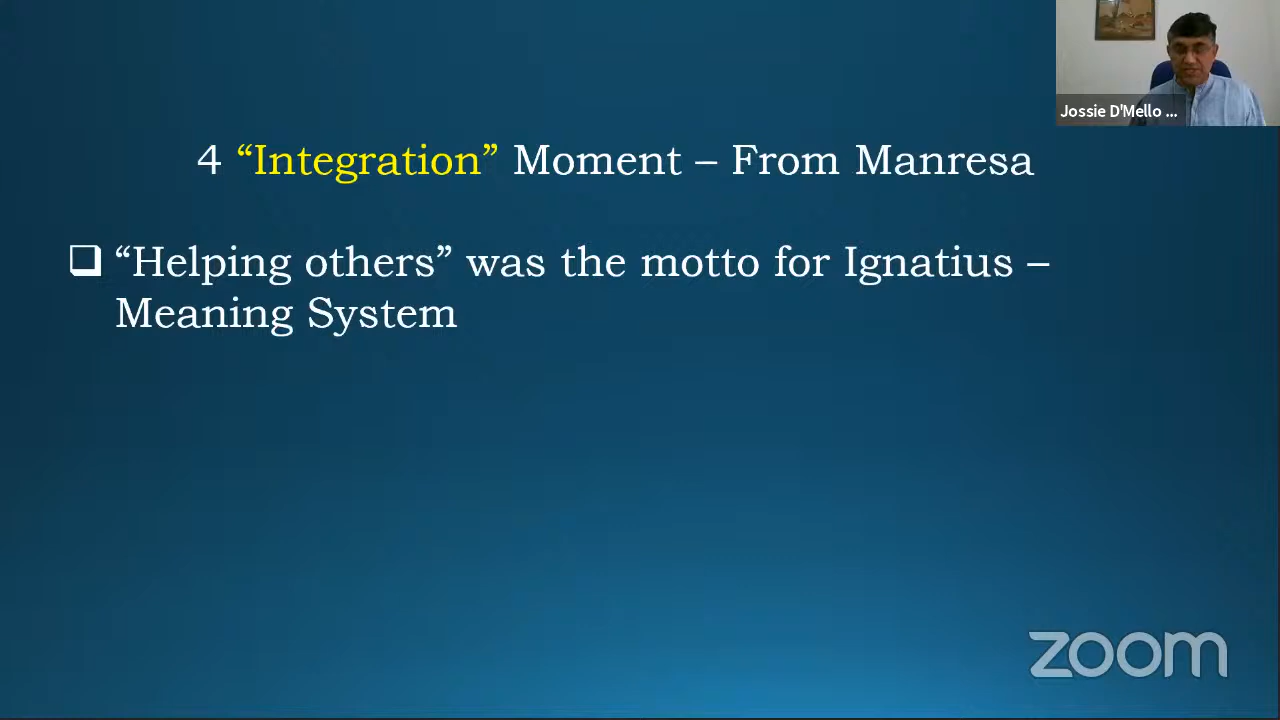 Jossie D'Mello ...
4 “Integration” Moment – From Manresa
“Helping others” was the motto for Ignatius –
Meaning System
zoom